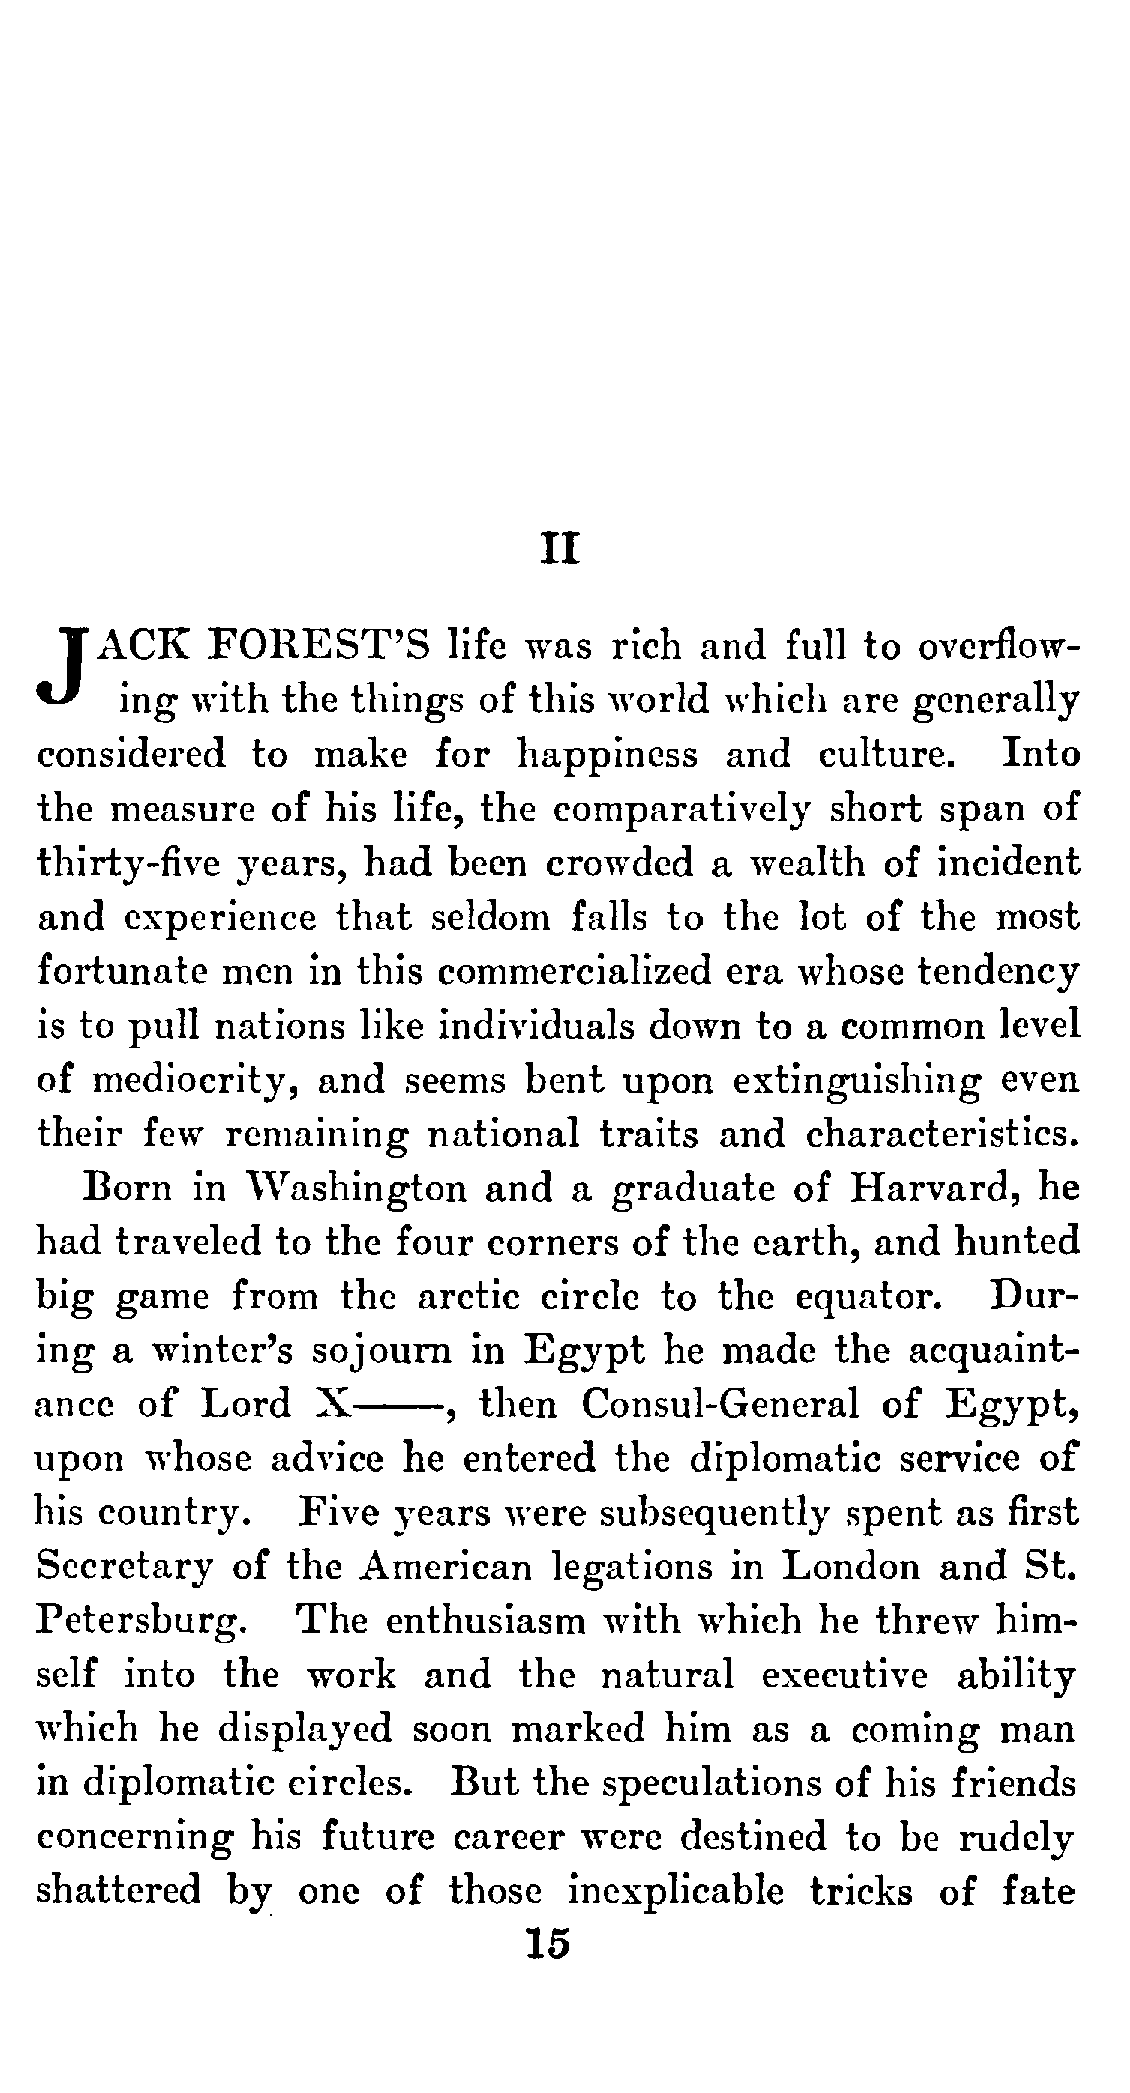 II
JACK FOREST'S life was rich and full to overflow-
ing with the things of this world which are generally
considered to make for happiness and culture. Into
the measure of his life, the comparatively short span of
thirty-five years, had been crowded a wealth of incident
and experience that seldom falls to the lot of the most
fortunate men in this commercialized era whose tendency
is to pull nations like individuals down to a common level
of mediocrity, and seems bent upon extinguishing even
their few remaining national traits and characteristics.
Born in Washington and a graduate of Harvard, he
had traveled to the four corners of the earth, and hunted
big game from the arctic circle to the equator. Dur-
ing a winter's sojourn in Egypt he made the acquaint-
ance of Lord X——, then Consul-General of Egypt,
upon whose advice he entered the diplomatic service of
his country. Five years were subsequently spent as first
Secretary of the American legations in London and St.
Petersburg. The enthusiasm with which he threw him-
self into the work and the natural executive ability
which he displayed soon marked him as a coming man
in diplomatic circles. But the speculations of his friends
concerning his future career were destined to be rudely
shattered by one of those inexplicable tricks of fate
15